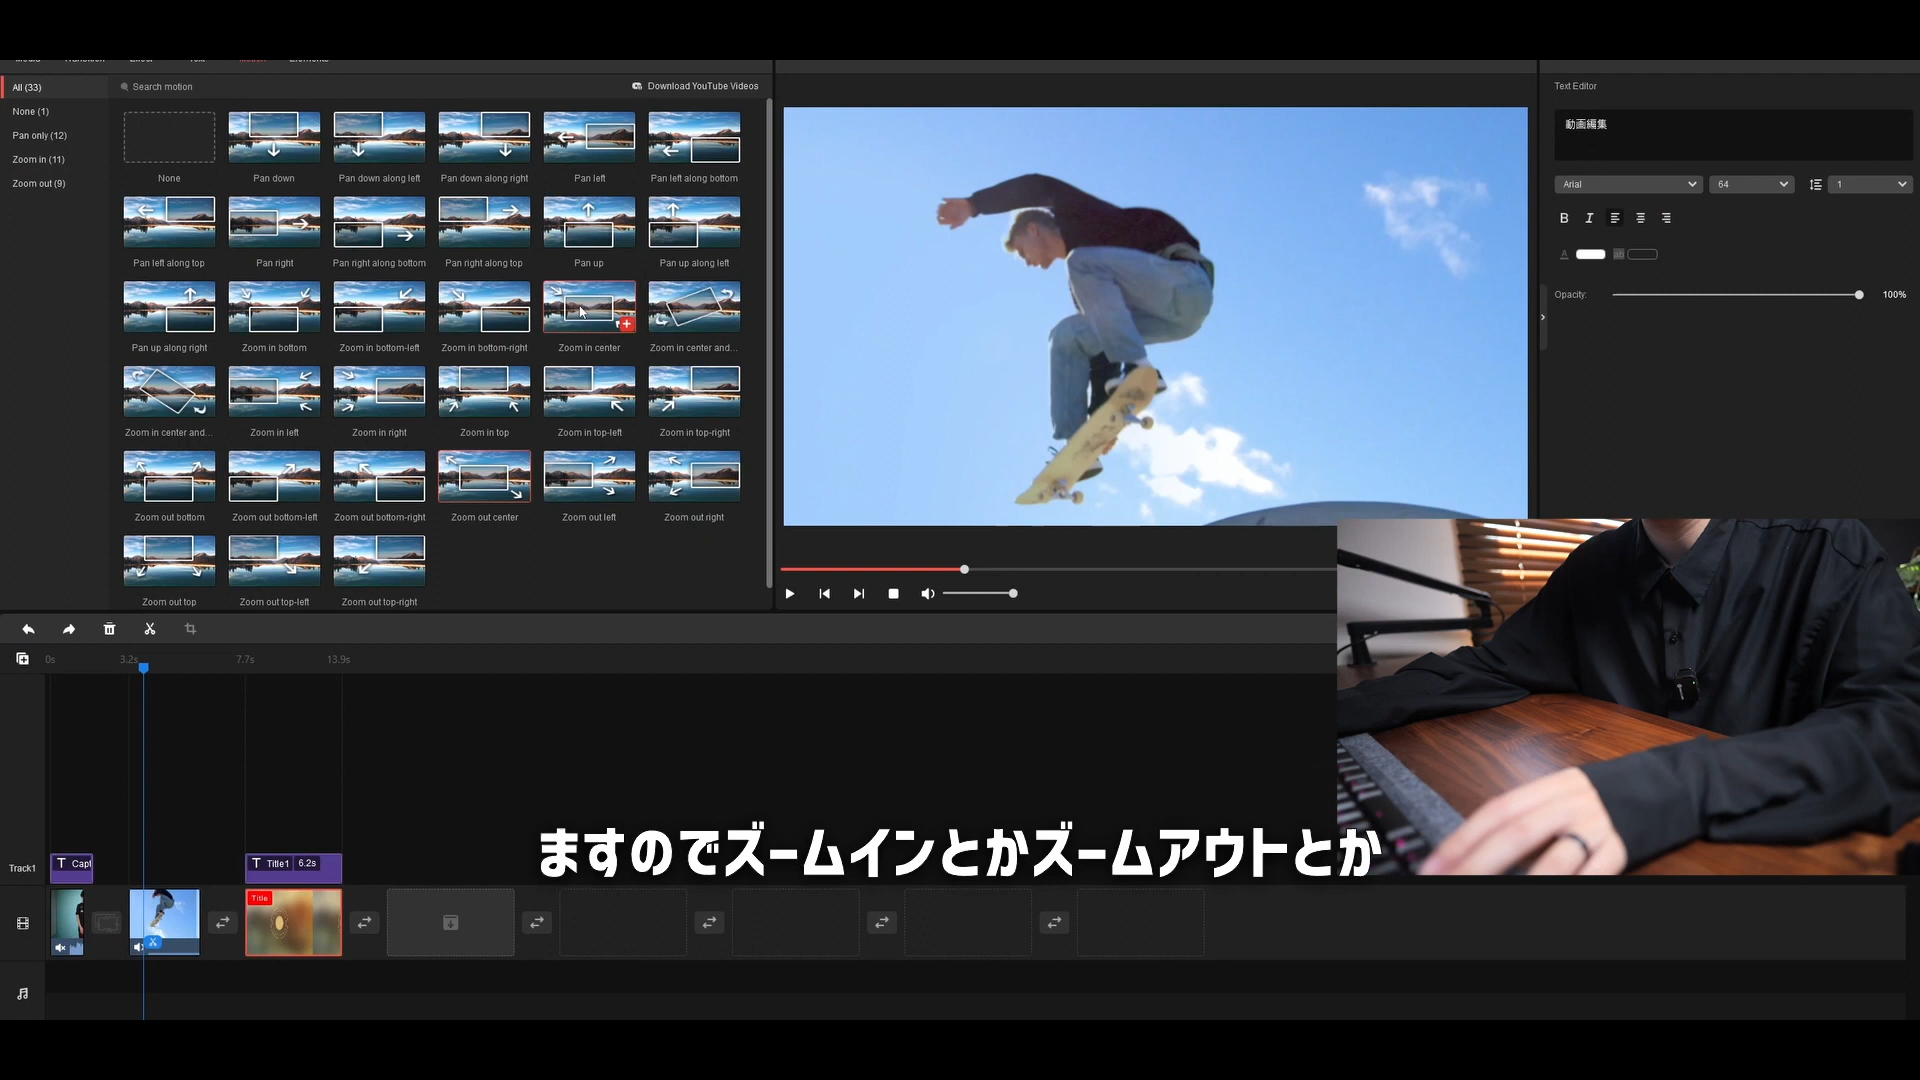 All (33)
Search motion
Download YouTube Videos
None (1)
Pan only (12)
Zoom in (11)
Zoom out (9)
None
Pan down
Pan down along left
Pan down along right
Pan left
Pan left along bottom
Pan left along top
Pan right
Pan right along bottom
Pan right along top
Pan up
Pan up along left
Pan up along right
Zoom in bottom
Zoom in bottom-left
Zoom in bottom-right
Zoom in center
Zoom in center and...
Zoom in center and...
Zoom in left
Zoom in right
Zoom in top
Zoom in top-left
Zoom in top-right
Zoom out bottom
Zoom out bottom-left
Zoom out bottom-right
Zoom out center
Zoom out left
Zoom out right
Zoom out top
Zoom out top-left
Zoom out top-right
Text Editor
動画編集
Arial
64
1
B I
A ab
Opacity:
100%
0s
3.2s
7.7s
13.9s
Track1
T Capt
T Title1 6.2s
Title
ますのでズームインとかズームアウトとか